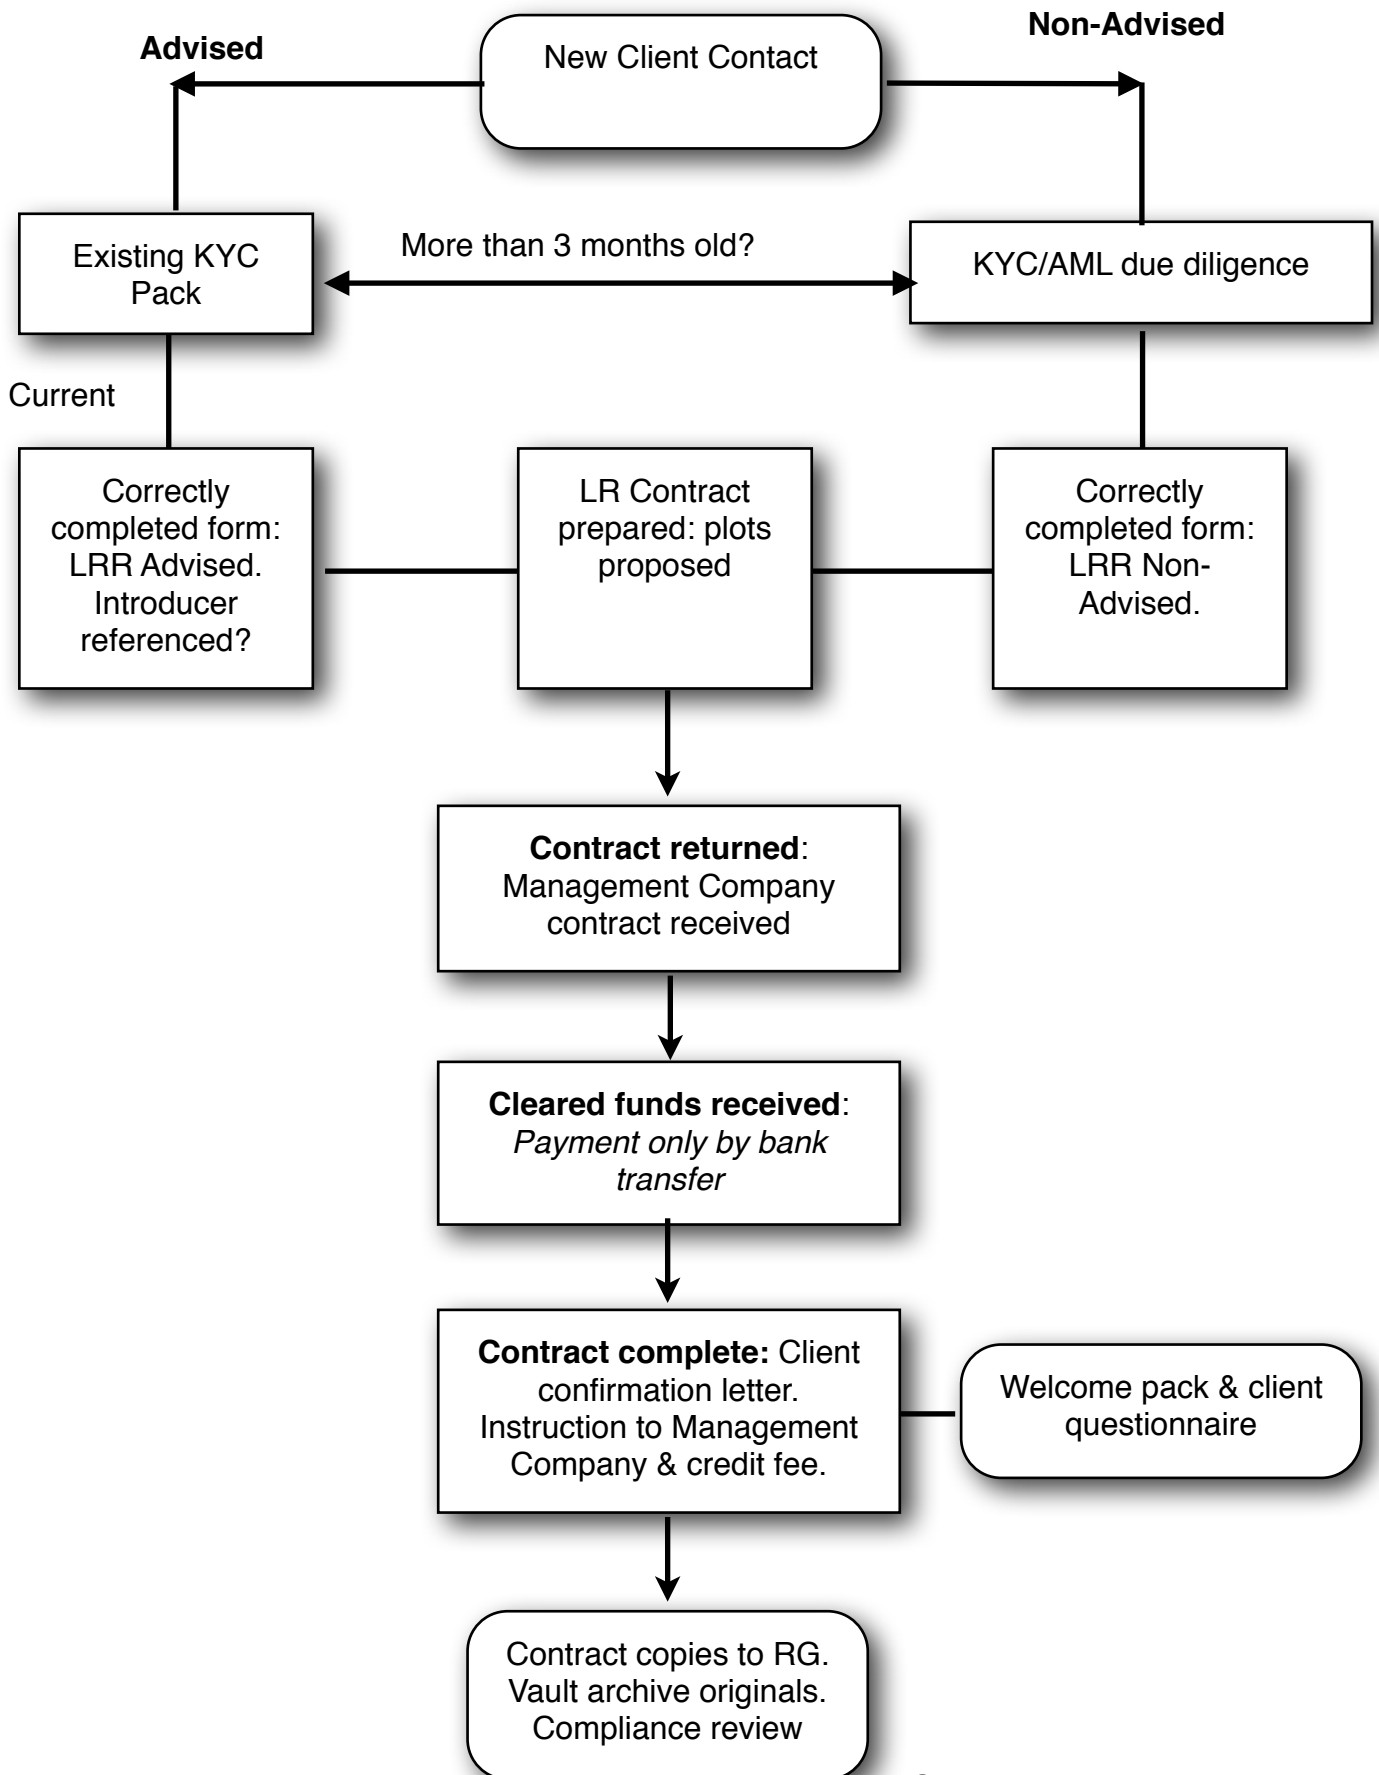 Advised
New Client Contact
Non-Advised
Existing KYC
Pack
More than 3 months old?
KYC/AML due diligence
Current
Correctly
completed form:
LRR Advised.
Introducer
referenced?
LR Contract
prepared: plots
proposed
Correctly
completed form:
LRR Non-
Advised.
Contract returned:
Management Company
contract received
Cleared funds received:
Payment only by bank
transfer
Contract complete: Client
confirmation letter.
Instruction to Management
Company & credit fee.
Welcome pack & client
questionnaire
Contract copies to RG.
Vault archive originals.
Compliance review